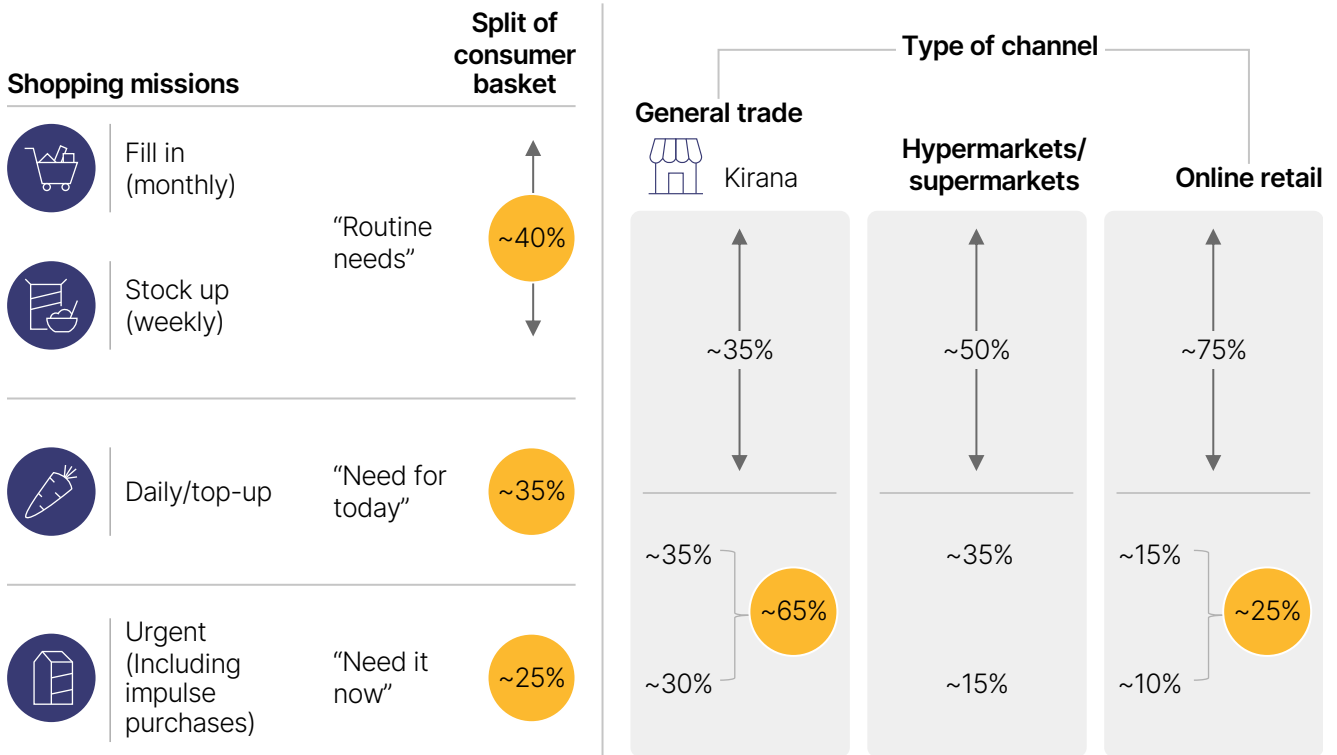 Shopping missions
Split of
consumer
basket
Fill in
(monthly)
Stock up
(weekly)
“Routine
needs”
~40%
Daily/top-up
“Need for
today”
~35%
Urgent
(Including
impulse
purchases)
“Need it
now”
~25%
Type of channel
General trade
Kirana
Hypermarkets/
supermarkets
Online retail
~35%
~50%
~75%
~35%
~65%
~30%
~35%
~15%
~15%
~25%
~10%